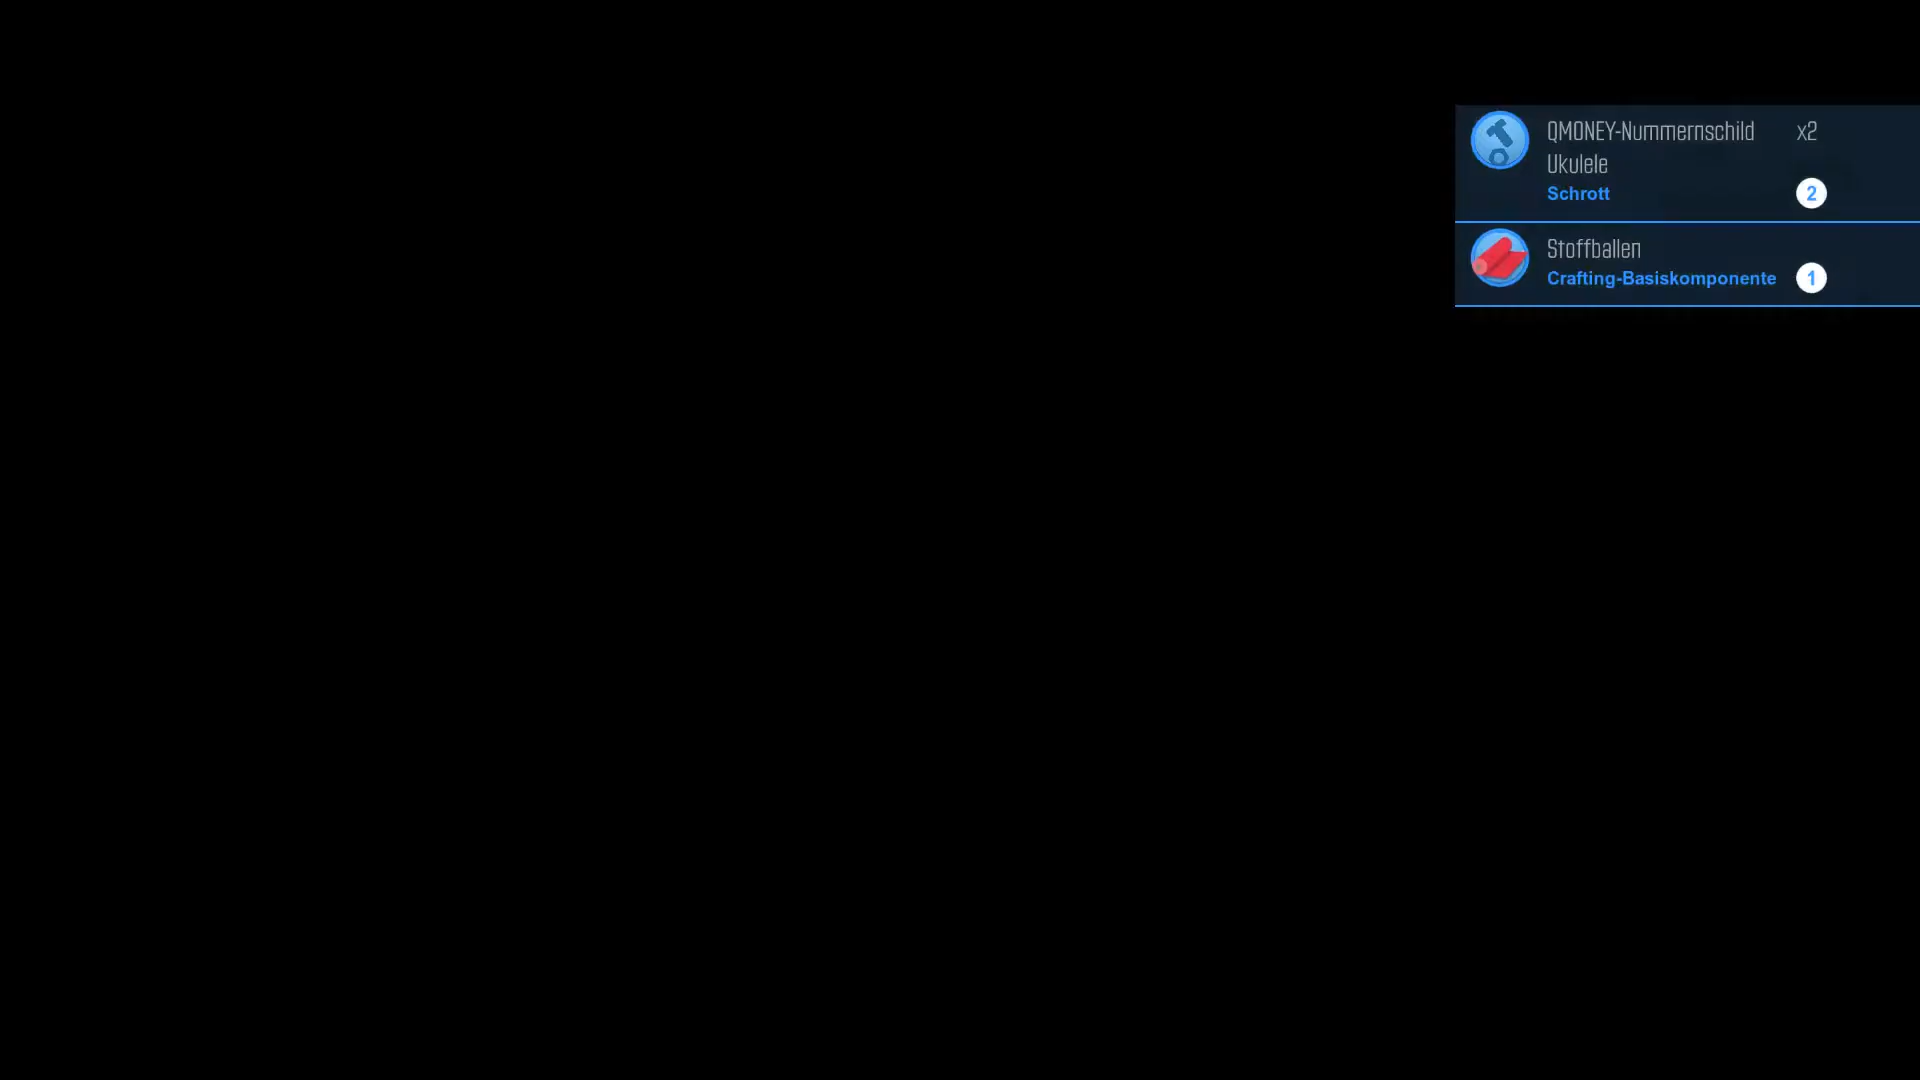 QMONEY-Nummernschild x2
Ukulele
Schrott 2
Stoffballen
Crafting-Basiskomponente 1